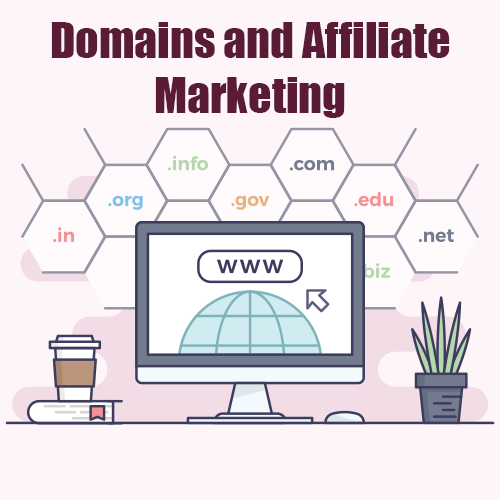 Domains and Affiliate
Marketing
.info
.com
.org
.gov
.edu
.in
.net
biz
WWW